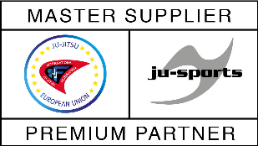 MASTER SUPPLIER
JU-JITSU
EUROPEAN UNION
ju-sports
PREMIUM PARTNER